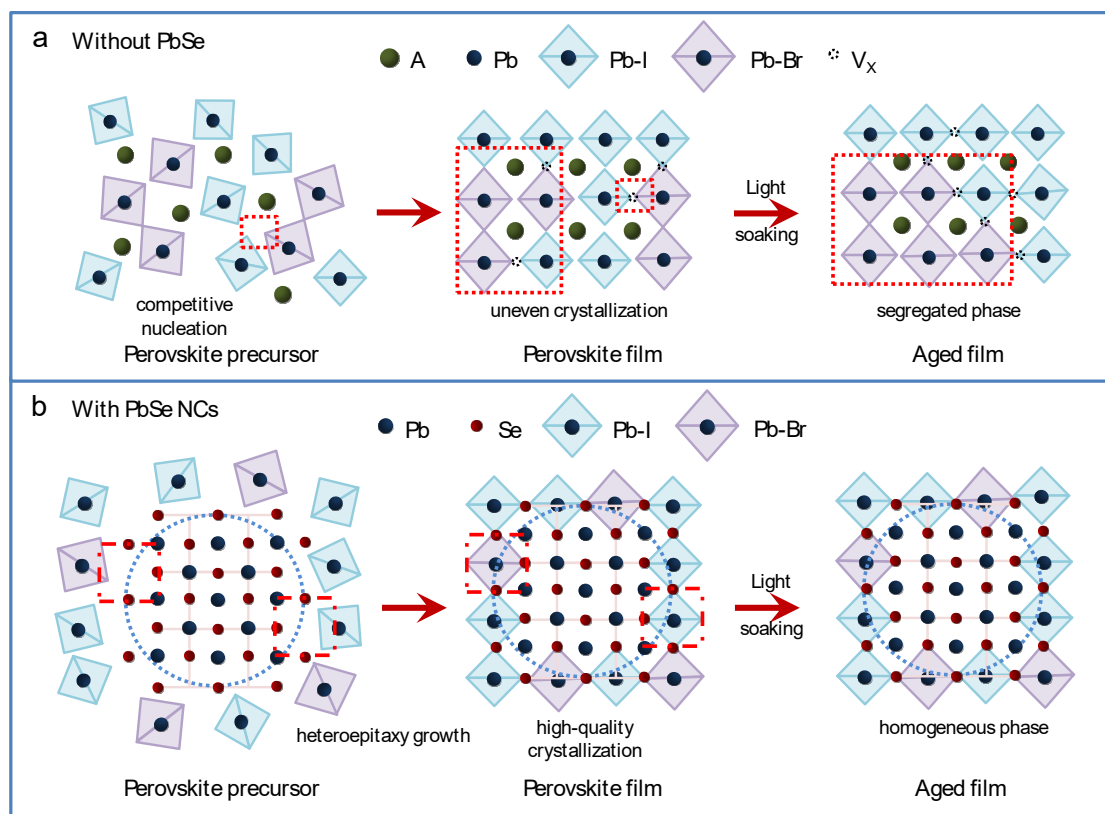 a Without PbSe
A Pb Pb-I Pb-Br V_X
competitive
nucleation
Perovskite precursor
uneven crystallization
Perovskite film
Light
soaking
segregated phase
Aged film
b With PbSe NCs
Pb Se Pb-I Pb-Br
heteroepitaxy growth
Perovskite precursor
high-quality
crystallization
Perovskite film
Light
soaking
homogeneous phase
Aged film